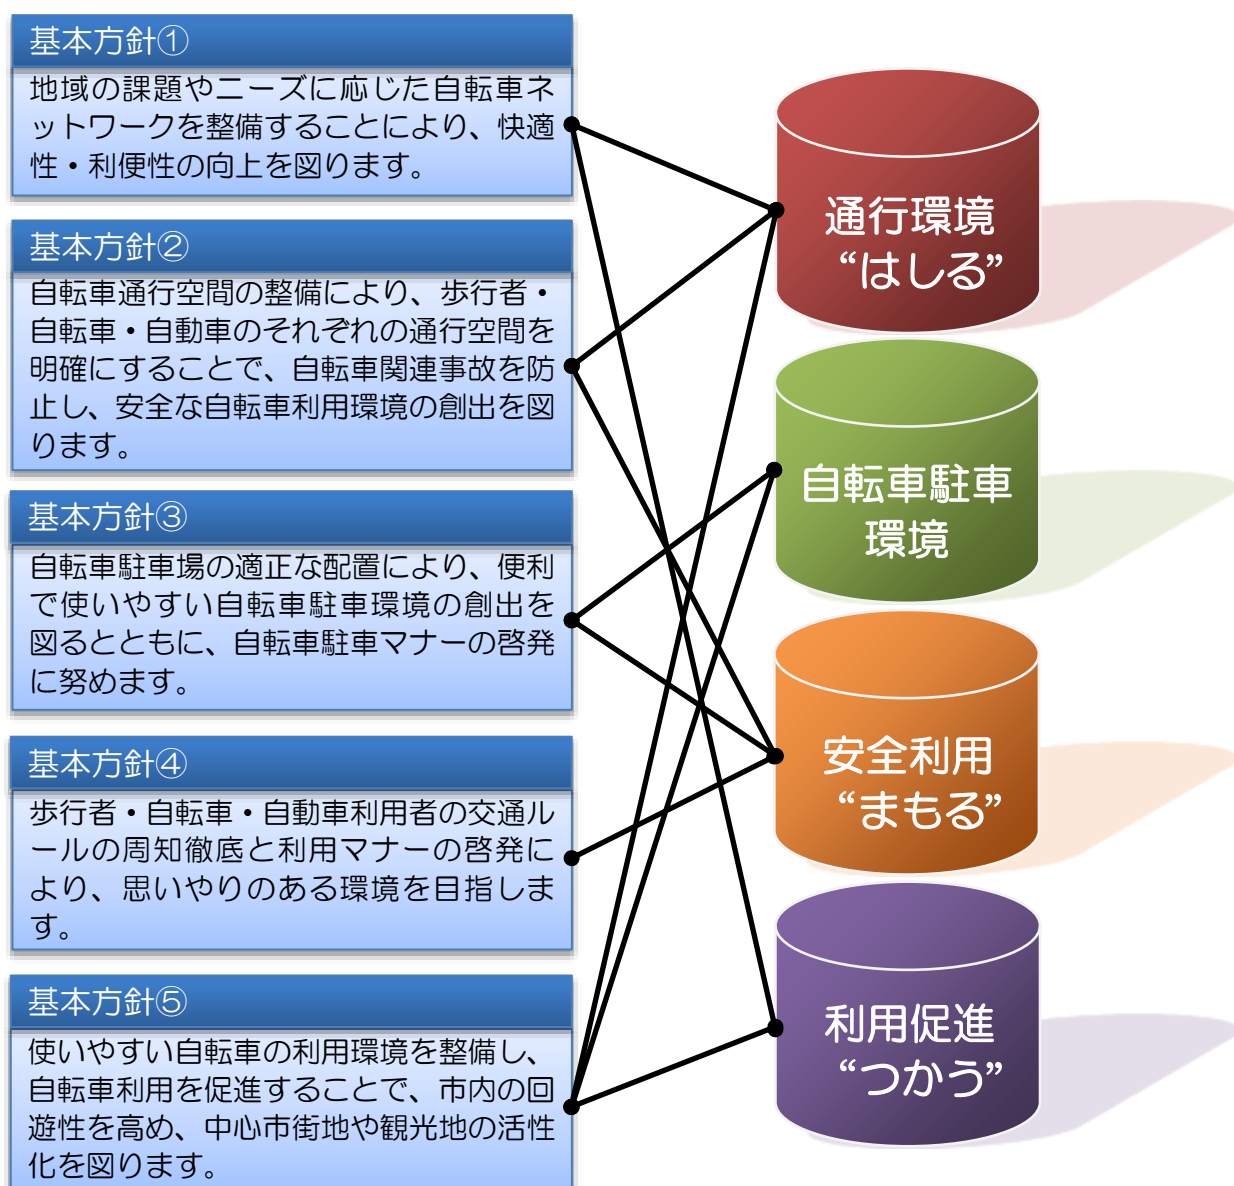 基本方針①
地域の課題やニーズに応じた自転車ネ
ットワークを整備することにより、快適
性・利便性の向上を図ります。
基本方針②
自転車通行空間の整備により、歩行者・
自転車・自動車のそれぞれの通行空間を
明確にすることで、自転車関連事故を防
止し、安全な自転車利用環境の創出を図
ります。
基本方針③
自転車駐車場の適正な配置により、便利
で使いやすい自転車駐車環境の創出を
図るとともに、自転車駐車マナーの啓発
に努めます。
基本方針④
歩行者・自転車・自動車利用者の交通ル
ールの周知徹底と利用マナーの啓発に
より、思いやりのある環境を目指しま
す。
基本方針⑤
使いやすい自転車の利用環境を整備し、
自転車利用を促進することで、市内の回
遊性を高め、中心市街地や観光地の活性
化を図ります。
通行環境
“はしる”
自転車駐車
環境
安全利用
“まもる”
利用促進
“つかう”